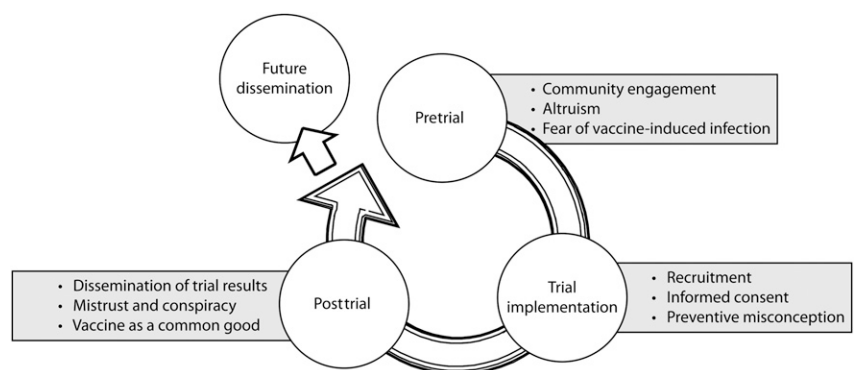 Future
dissemination
Pretrial
• Community engagement
• Altruism
• Fear of vaccine-induced infection
Trial
implementation
• Recruitment
• Informed consent
• Preventive misconception
Posttrial
• Dissemination of trial results
• Mistrust and conspiracy
• Vaccine as a common good